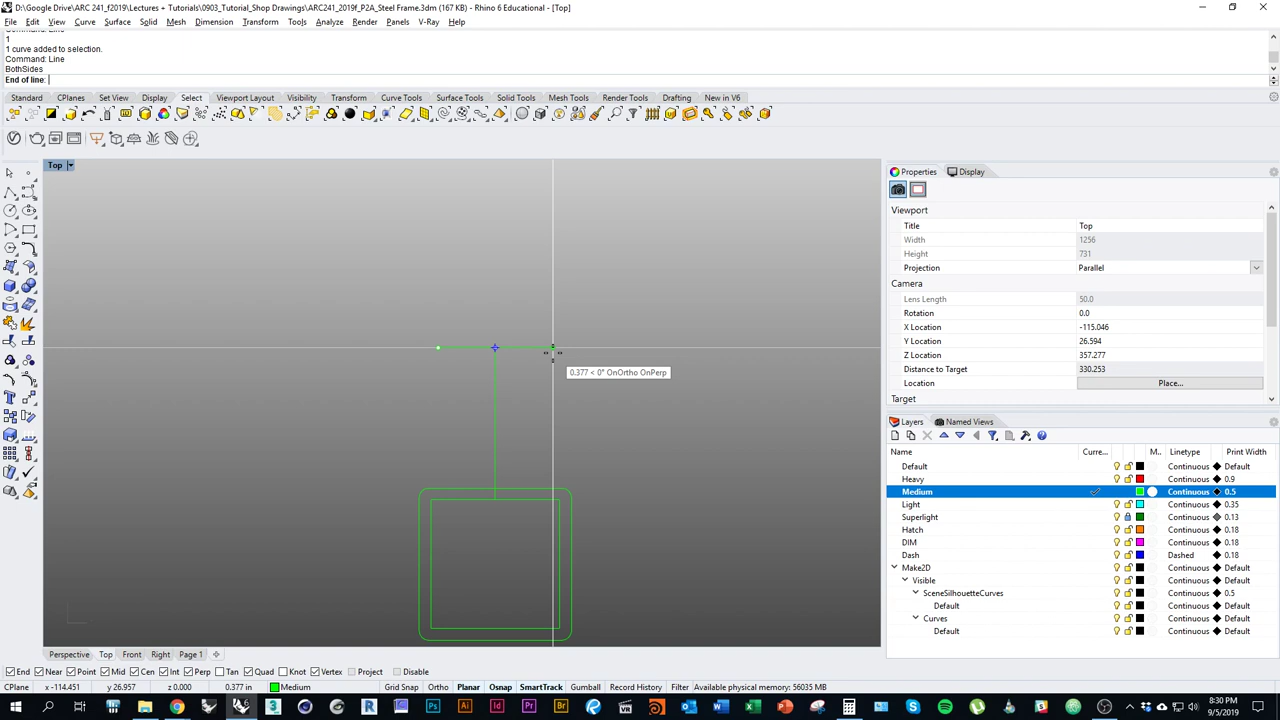 D:\Google Drive\ARC 241_f2019\Lectures + Tutorials\0903_Tutorial_Shop Drawings\ARC241_2019f_P2A_Steel Frame.3dm (167 KB) - Rhino 6 Educational - [Top]
File Edit View Curve Surface Solid Mesh Dimension Transform Tools Analyze Render Panels V-Ray Help
1
1 curve added to selection.
Command: Line
BothSides
End of line:
Standard CPlanes Set View Display Select Viewport Layout Visibility Transform Curve Tools Surface Tools Solid Tools Mesh Tools Render Tools Drafting New in V6
Top
0.377 < 0° OnOrtho OnPerp
Properties Display
Viewport
Title Top
Width 1256
Height 731
Projection Parallel
Camera
Lens Length 50.0
Rotation 0.0
X Location -115.046
Y Location 26.594
Z Location 357.277
Distance to Target 330.253
Location Place...
Target
Layers Named Views
Name Curre... M.. Linetype Print Width
Default Continuous Default
Heavy Continuous 0.9
Medium Continuous 0.5
Light Continuous 0.35
Superlight Continuous 0.13
Hatch Continuous 0.18
DIM Continuous 0.18
Dash Dashed 0.18
Make2D Continuous Default
Visible Continuous Default
SceneSilhouetteCurves Continuous 0.5
Default Continuous Default
Curves Continuous Default
Default Continuous Default
Perspective Top Front Right Page 1
End Near Point Mid Cen Int Perp Tan Quad Knot Vertex Project Disable
CPlane x -114.451 y 26.957 z 0.000 0.377 in Medium Grid Snap Ortho Planar Osnap SmartTrack Gumball Record History Filter Available physical memory: 56035 MB
8:30 PM
9/5/2019